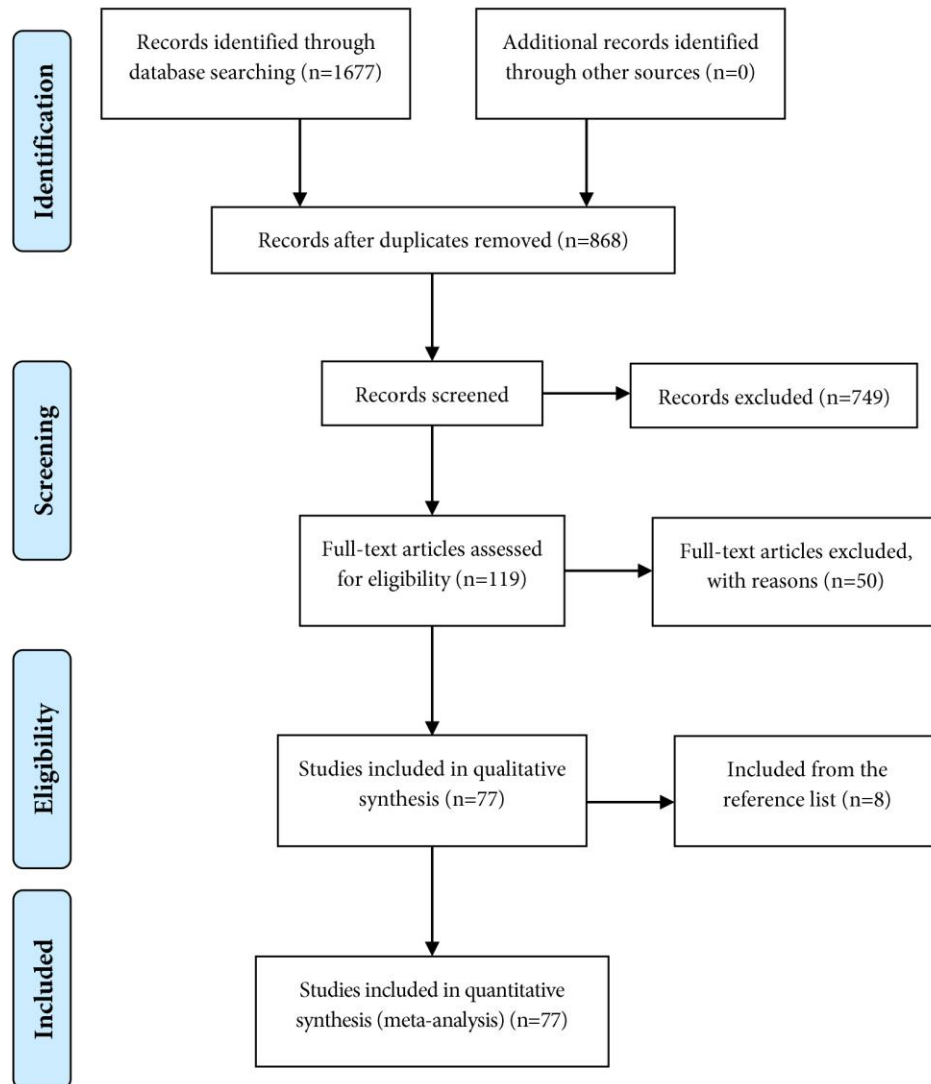 Identification
Records identified through
database searching (n=1677)
Additional records identified
through other sources (n=0)
Records after duplicates removed (n=868)
Screening
Records screened
Records excluded (n=749)
Full-text articles assessed
for eligibility (n=119)
Full-text articles excluded,
with reasons (n=50)
Eligibility
Studies included in qualitative
synthesis (n=77)
Included from the
reference list (n=8)
Included
Studies included in quantitative
synthesis (meta-analysis) (n=77)